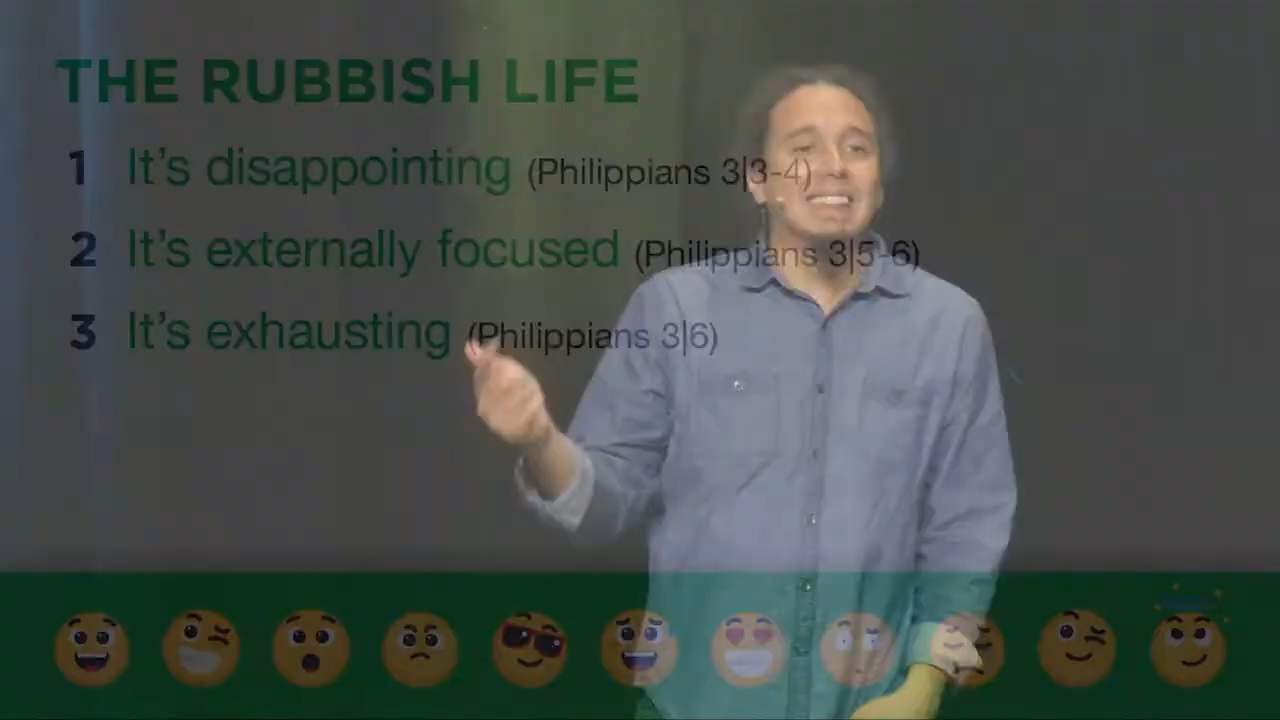 THE RUBBISH LIFE
1 It's disappointing (Philippians 3|3-4)
2 It's externally focused (Philippians 3|5-6)
3 It's exhausting (Philippians 3|6)